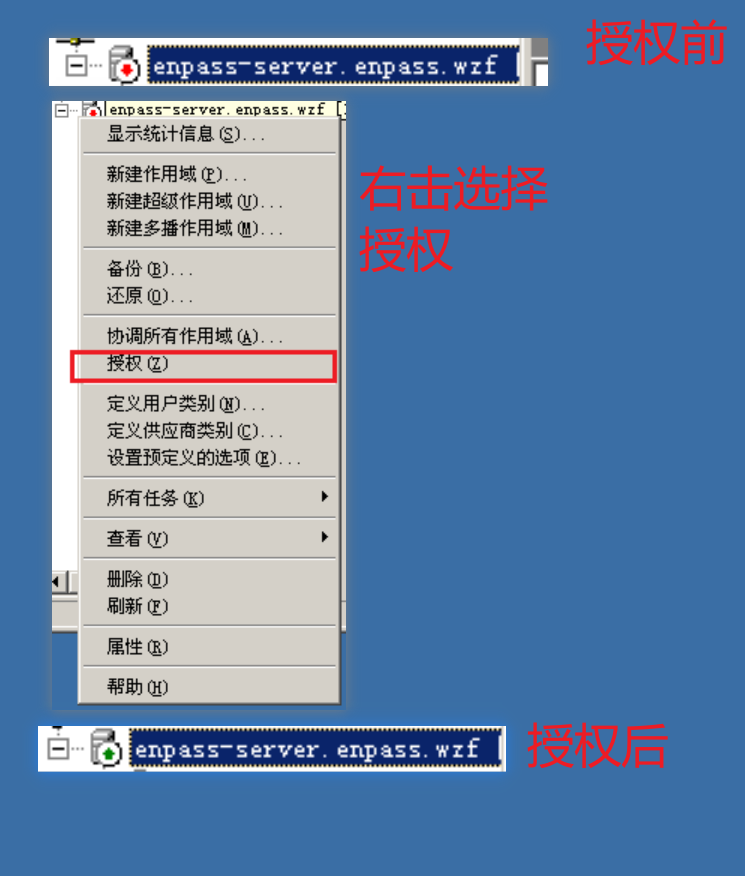 授权前
enpass-server.enpass.wzf [
enpass-server.enpass.wzf [
显示统计信息(S)...
新建作用域(P)...
新建超级作用域(U)...
新建多播作用域(M)...
右击选择
授权
备份(B)...
还原(O)...
协调所有作用域(A)...
授权(Z)
定义用户类别(N)...
定义供应商类别(C)...
设置预定义的选项(E)...
所有任务(K)
查看(V)
删除(D)
刷新(F)
属性(R)
帮助(H)
enpass-server.enpass.wzf [
授权后